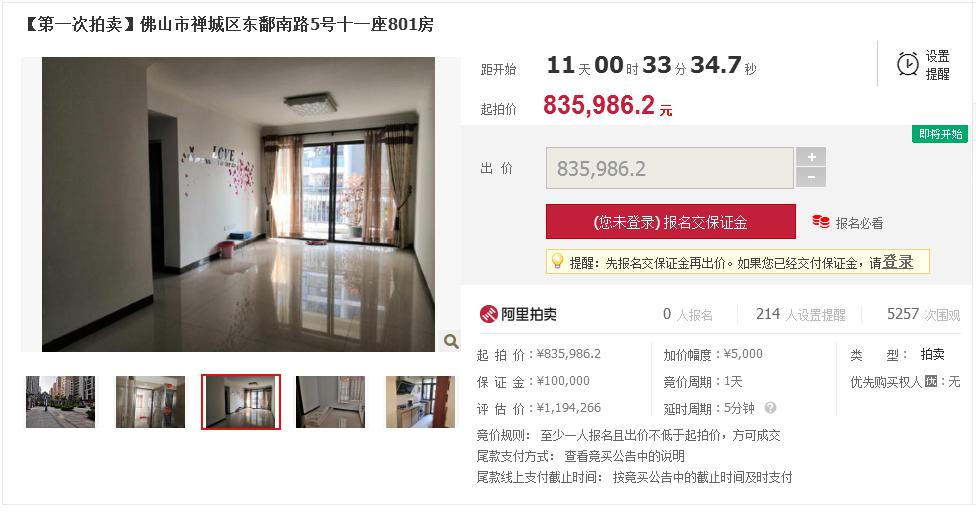 【第一次拍卖】佛山市禅城区东鄱南路5号十一座801房
距开始 11 天 00 时 33 分 34.7 秒
设置
提醒
起拍价 835,986.2 元
即将开始
出 价 835,986.2 + −
(您未登录) 报名交保证金 报名必看
提醒：先报名交保证金再出价。如果您已经交付保证金，请登录
LOVE
阿里拍卖 0 人报名 214 人设置提醒 5257 次围观
起 拍 价：¥835,986.2 加价幅度：¥5,000 类 型： 拍卖
保 证 金：¥100,000 竞价周期：1天 优先购买权人 优 ：无
评 估 价：¥1,194,266 延时周期：5分钟 ?
竞价规则： 至少一人报名且出价不低于起拍价，方可成交
尾款支付方式： 查看竞买公告中的说明
尾款线上支付截止时间： 按竞买公告中的截止时间及时支付